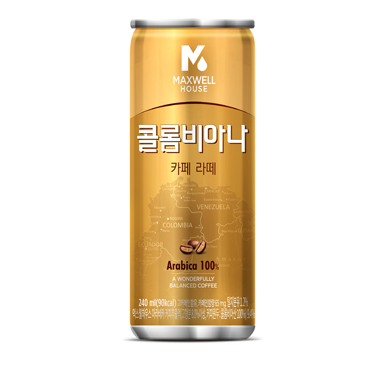 MAXWELL
HOUSE
콜롬비아나
카페 라떼
VENEZUELA
COLOMBIA
Arabica 100%
A WONDERFULLY
BALANCED COFFEE
240 ml(90kcal)